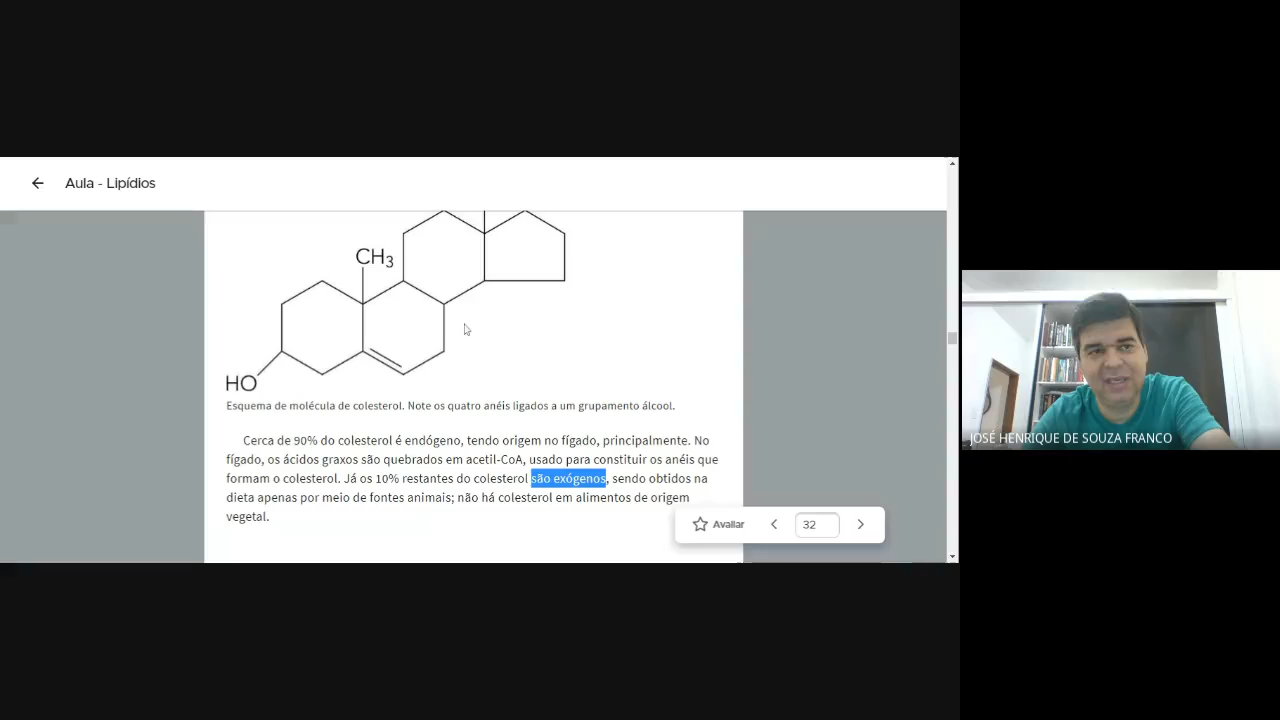 Aula - Lipídios
CH3
HO
Esquema de molécula de colesterol. Note os quatro anéis ligados a um grupamento álcool.
Cerca de 90% do colesterol é endógeno, tendo origem no fígado, principalmente. No
fígado, os ácidos graxos são quebrados em acetil-CoA, usado para constituir os anéis que
formam o colesterol. Já os 10% restantes do colesterol são exógenos, sendo obtidos na
dieta apenas por meio de fontes animais; não há colesterol em alimentos de origem
vegetal.
Avaliar
32
JOSÉ HENRIQUE DE SOUZA FRANCO